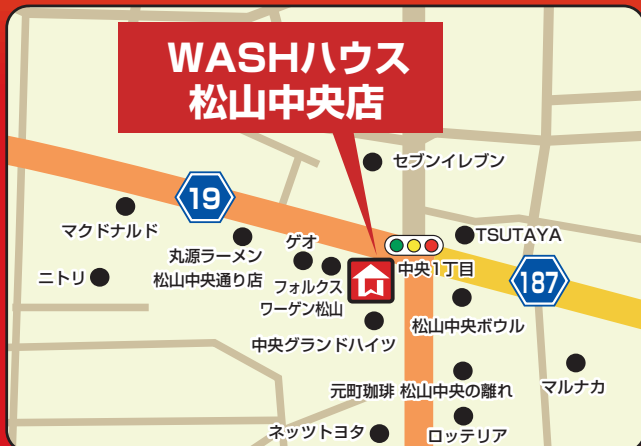 WASHハウス
松山中央店
セブンイレブン
19
マクドナルド
丸源ラーメン
松山中央通り店
ゲオ
TSUTAYA
中央1丁目
ニトリ
フォルクス
ワーゲン松山
187
松山中央ボウル
中央グランドハイツ
元町珈琲 松山中央の離れ
マルナカ
ネッツトヨタ
ロッテリア